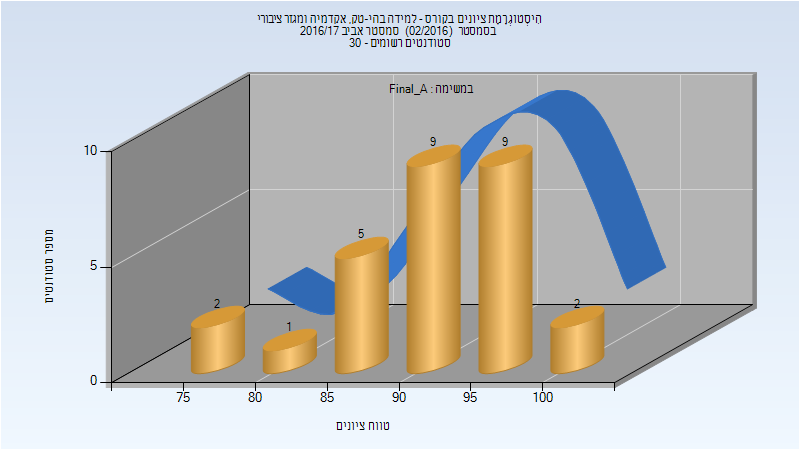 היסטוגרמת ציונים בקורס - למידה בהי-טק, אקדמיה ומגזר ציבורי
בסמסטר (02/2016) סמסטר אביב 2016/17
סטודנטים רשומים - 30
במשימה : Final_A
מספר סטודנטים
10
5
0
2
1
5
9
9
2
75
80
85
90
95
100
טווח ציונים